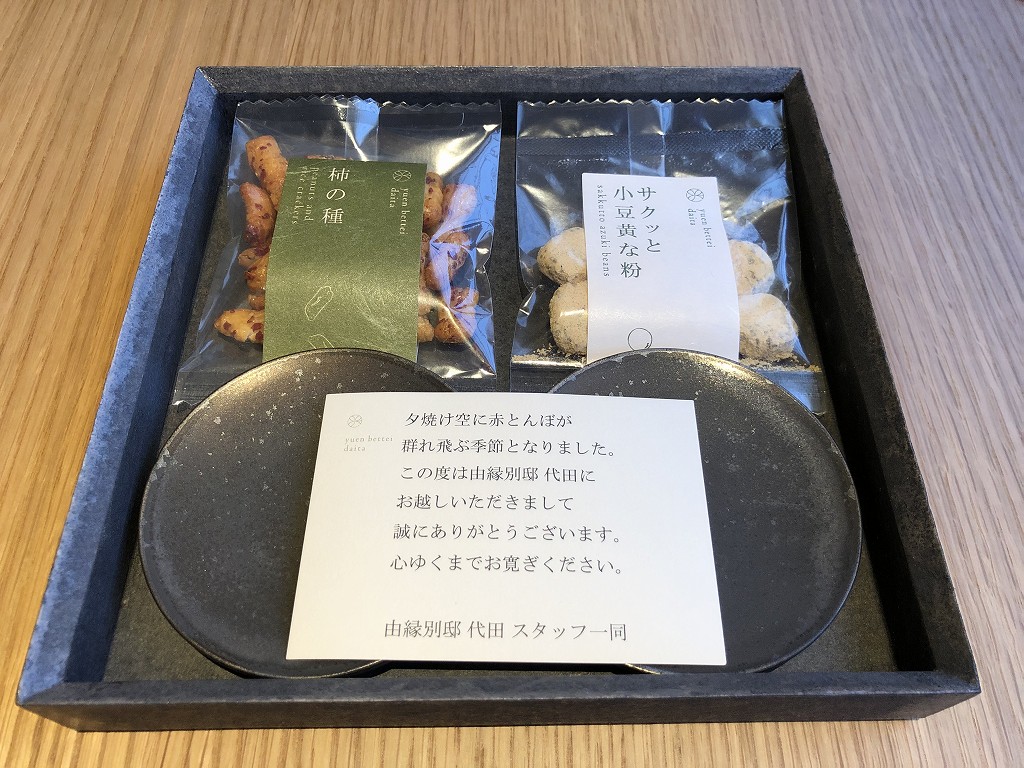 柿の種
peanuts and
rice crackers
yuen bettei
daita
サクッと
小豆黄な粉
sakkutto azuki beans
yuen bettei
daita
yuen bettei
daita
夕焼け空に赤とんぼが
群れ飛ぶ季節となりました。
この度は由縁別邸 代田に
お越しいただきまして
誠にありがとうございます。
心ゆくまでお寛ぎください。
由縁別邸 代田 スタッフ一同